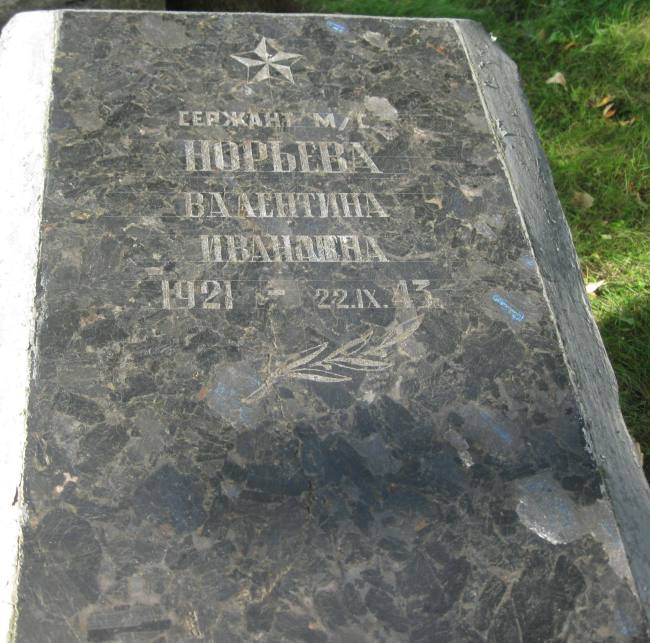 СЕРЖАНТ М/С
НОРЬЕВА
ВАЛЕНТИНА
ИВАНОВНА
1921 - 22.IX.43